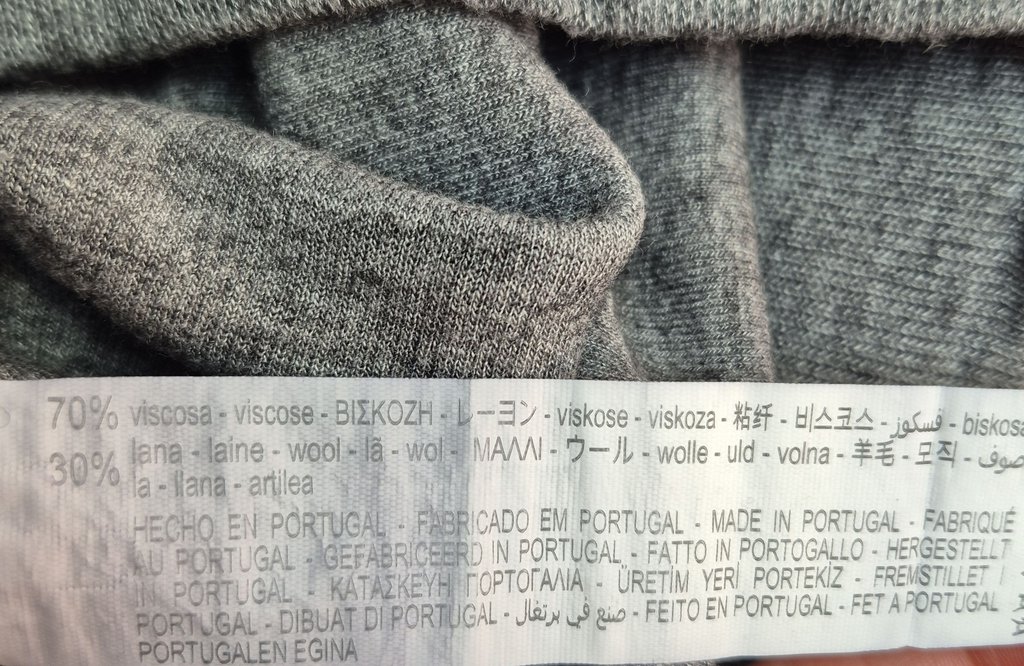 70% viscosa - viscose - ΒΙΣΚΟΖΗ - レーヨン - viskose - viskoza - 粘纤 - 비스코스 - فسكوز - biskosa
30% lana - laine - wool - lã - wol - ΜΑΛΛΙ - ウール - wolle - uld - volna - 羊毛 - 모직 - صوف
la - llana - artilea
HECHO EN PORTUGAL - FABRICADO EM PORTUGAL - MADE IN PORTUGAL - FABRIQUÉ
AU PORTUGAL - GEFABRICEERD IN PORTUGAL - FATTO IN PORTOGALLO - HERGESTELLT
IN PORTUGAL - ΚΑΤΑΣΚΕΥΗ ΠΟΡΤΟΓΑΛΙΑ - ÜRETİM YERİ PORTEKİZ - FREMSTILLET I
PORTUGAL - DIBUAT DI PORTUGAL - صنع في برتغال - FEITO EN PORTUGAL - FET A PORTUGAL
PORTUGALEN EGINA